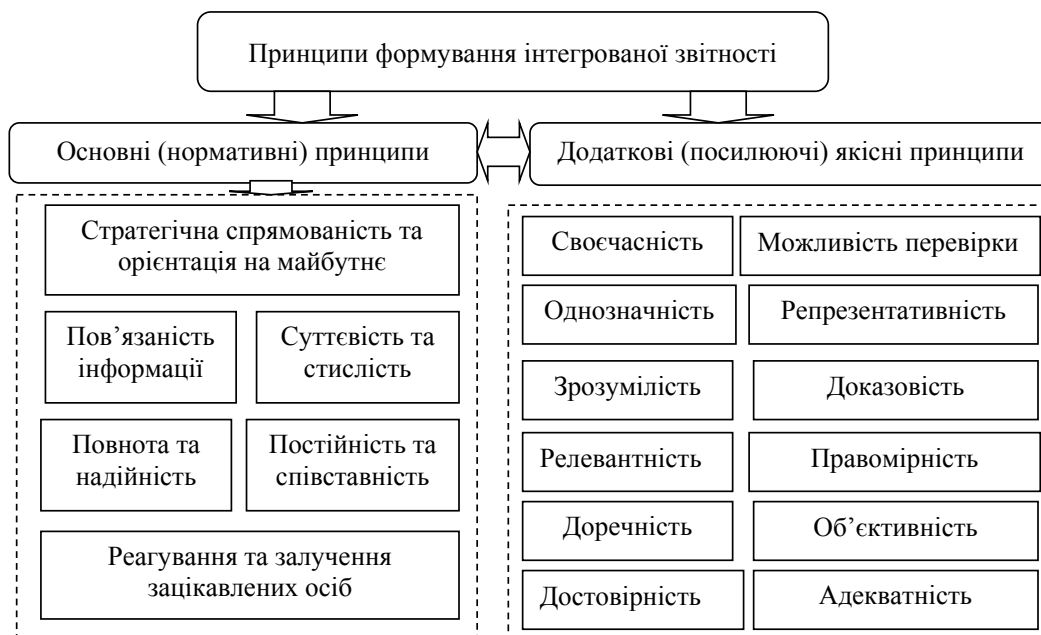 Принципи формування інтегрованої звітності
Основні (нормативні) принципи
Додаткові (посилюючі) якісні принципи
Стратегічна спрямованість та
орієнтація на майбутнє
Пов’язаність
інформації
Суттєвість та
стислість
Повнота та
надійність
Постійність та
співставність
Реагування та залучення
зацікавлених осіб
Своєчасність
Можливість перевірки
Однозначність
Репрезентативність
Зрозумілість
Доказовість
Релевантність
Правомірність
Доречність
Об’єктивність
Достовірність
Адекватність